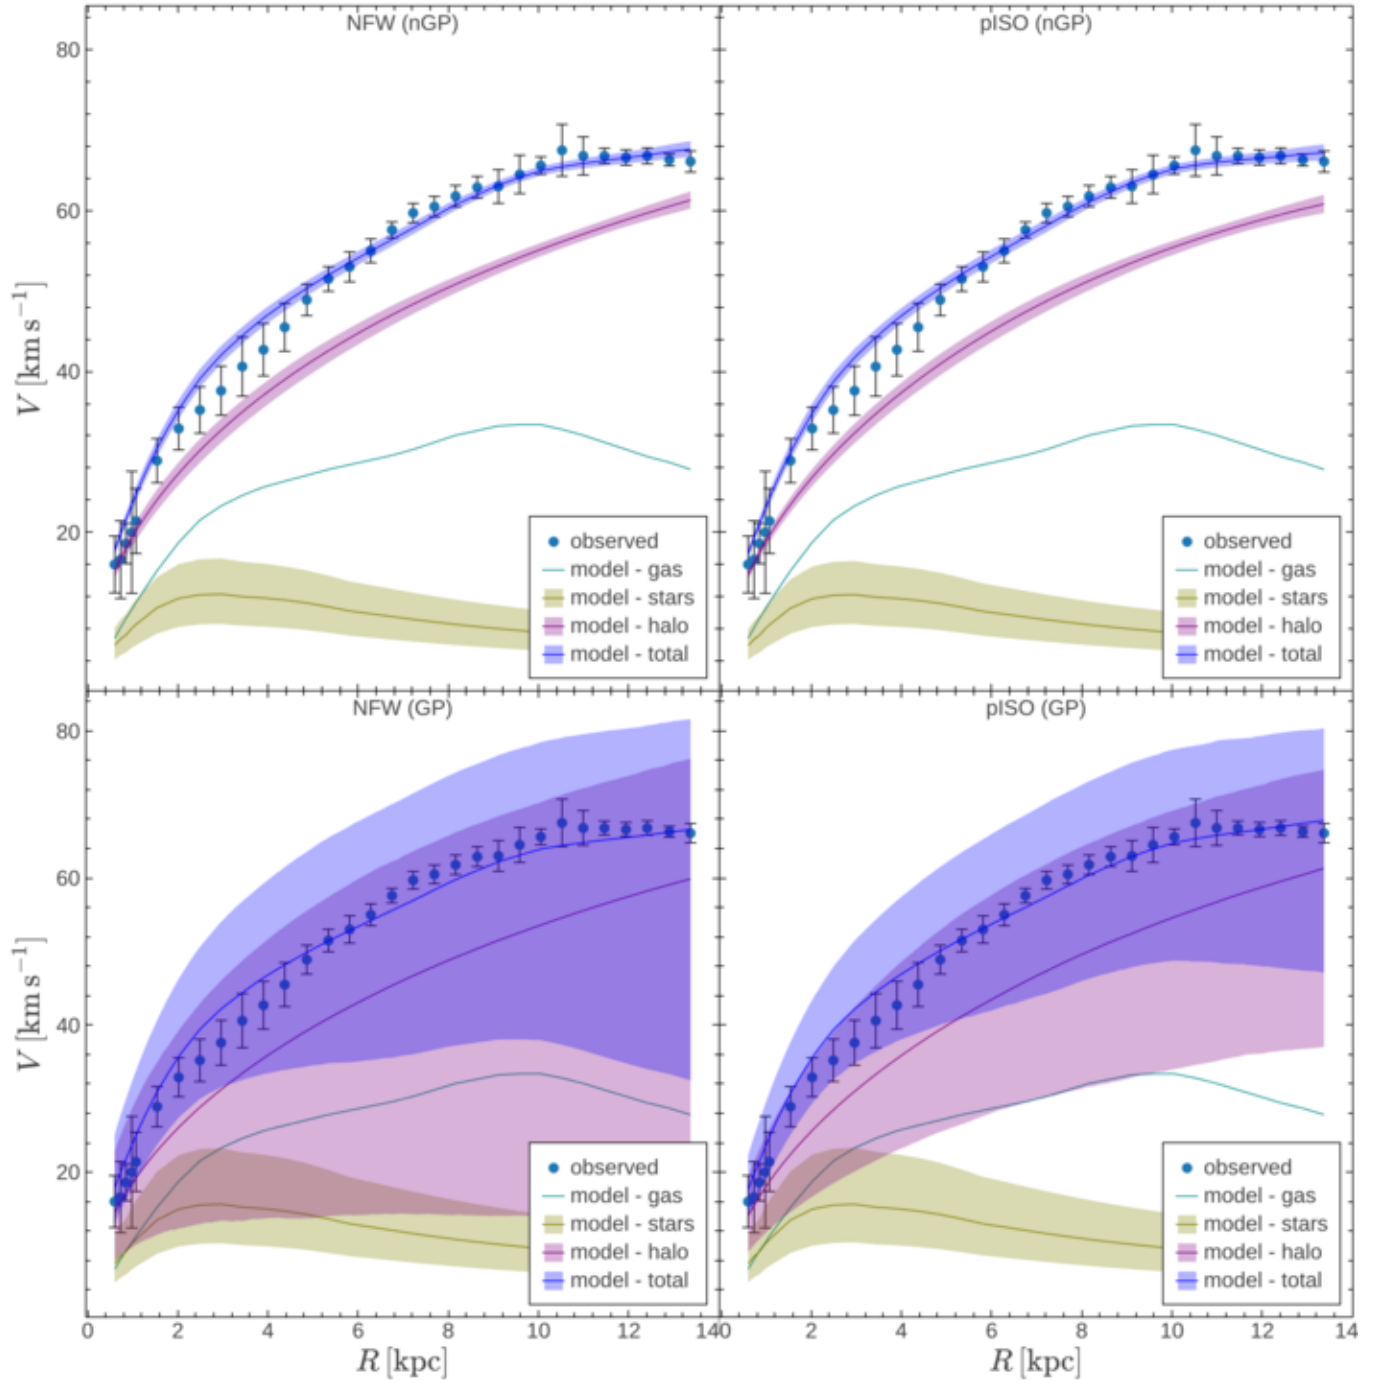 NFW (nGP)
pISO (nGP)
80
60
40
20
V [km s⁻¹]
observed
model - gas
model - stars
model - halo
model - total
observed
model - gas
model - stars
model - halo
model - total
NFW (GP)
pISO (GP)
80
60
40
20
V [km s⁻¹]
observed
model - gas
model - stars
model - halo
model - total
observed
model - gas
model - stars
model - halo
model - total
0 2 4 6 8 10 12 14
0 2 4 6 8 10 12 14
R [kpc]
R [kpc]